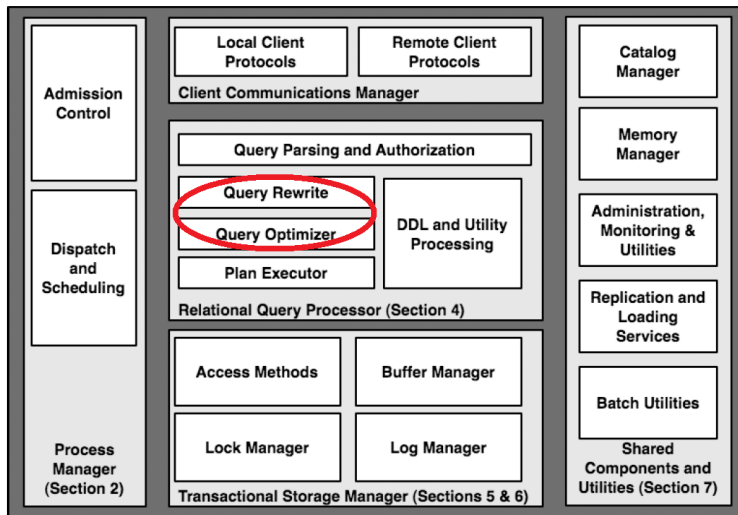 Admission
Control
Dispatch
and
Scheduling
Process
Manager
(Section 2)
Local Client
Protocols
Remote Client
Protocols
Client Communications Manager
Query Parsing and Authorization
Query Rewrite
Query Optimizer
Plan Executor
DDL and Utility
Processing
Relational Query Processor (Section 4)
Access Methods
Buffer Manager
Lock Manager
Log Manager
Transactional Storage Manager (Sections 5 & 6)
Catalog
Manager
Memory
Manager
Administration,
Monitoring &
Utilities
Replication and
Loading
Services
Batch Utilities
Shared
Components and
Utilities (Section 7)